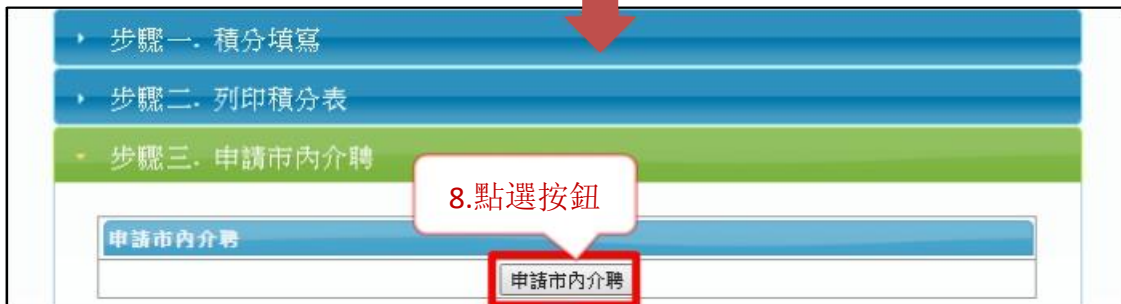 步驟一. 積分填寫
步驟二. 列印積分表
步驟三. 申請市內介聘
8.點選按鈕
申請市內介聘
申請市內介聘